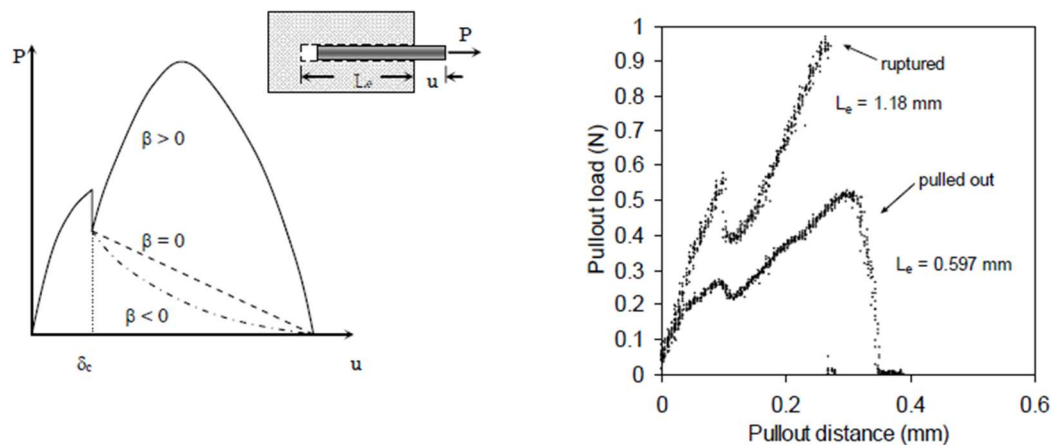 P
β > 0
β = 0
β < 0
δc
u
P
Le
u
Pullout load (N)
1
0.9
0.8
0.7
0.6
0.5
0.4
0.3
0.2
0.1
0
ruptured
Le = 1.18 mm
pulled out
Le = 0.597 mm
0 0.2 0.4 0.6
Pullout distance (mm)